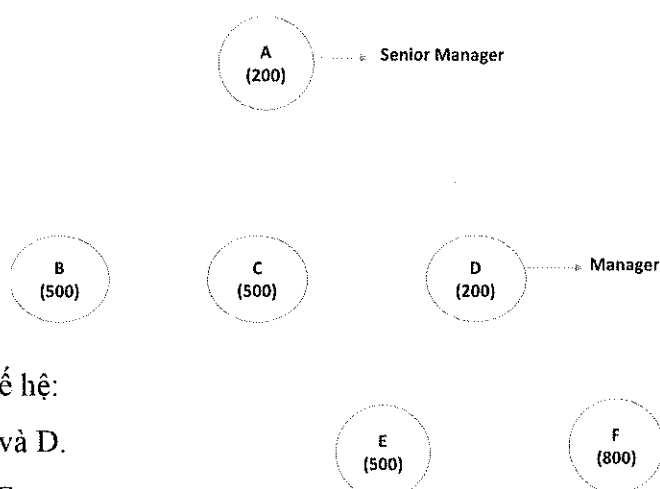 A
(200)
Senior Manager
B
(500)
C
(500)
D
(200)
Manager
ế hệ:
và D.
E
(500)
F
(800)